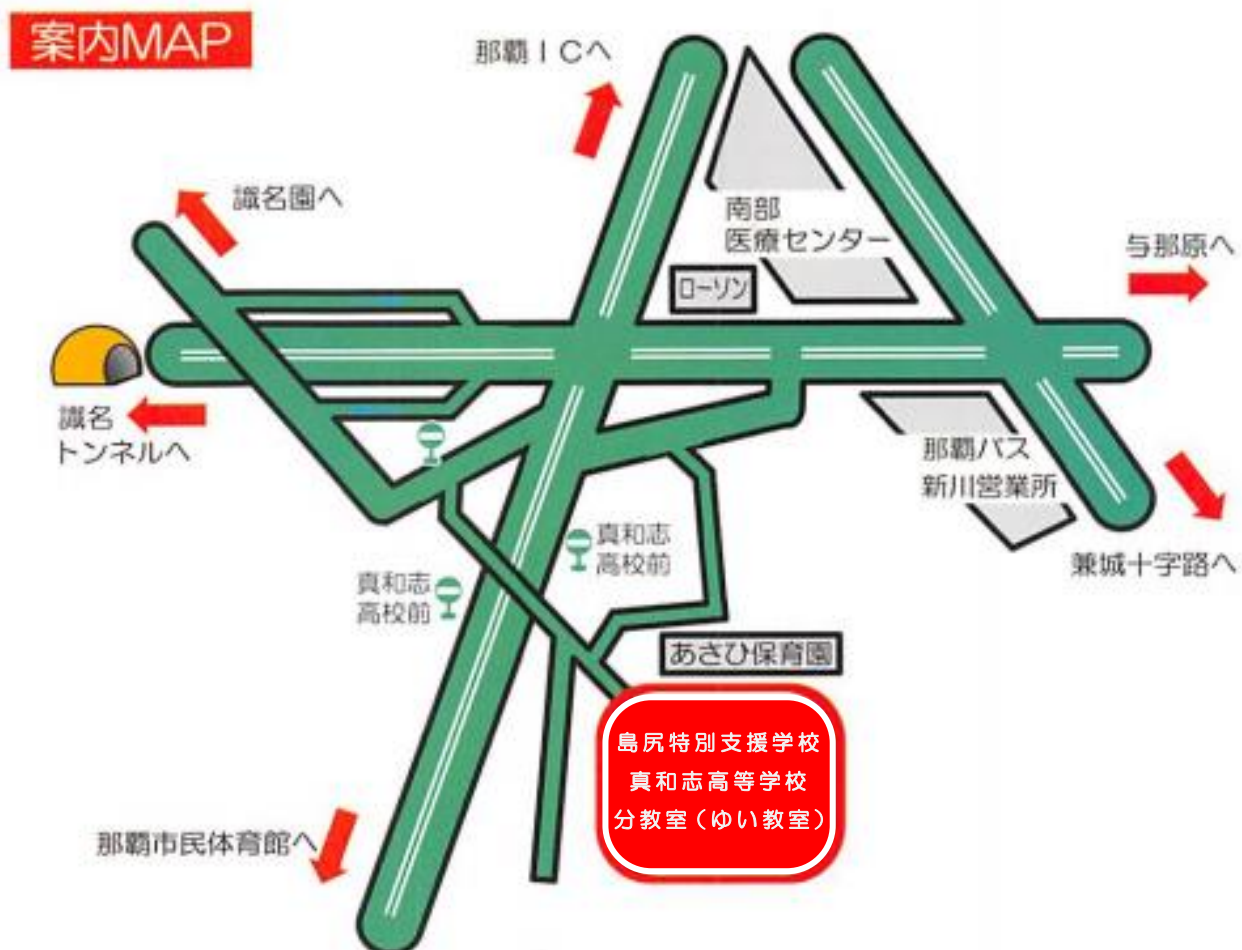 案内MAP
那覇ICへ
識名園へ
南部
医療センター
与那原へ
ローソン
識名
トンネルへ
那覇バス
新川営業所
真和志
高校前
兼城十字路へ
真和志
高校前
あさひ保育園
島尻特別支援学校
真和志高等学校
分教室(ゆい教室)
那覇市民体育館へ